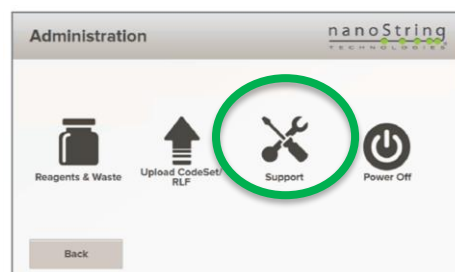 Administration
nanoString
TECHNOLOGIES
Reagents & Waste
Upload CodeSet/
RLF
Support
Power Off
Back